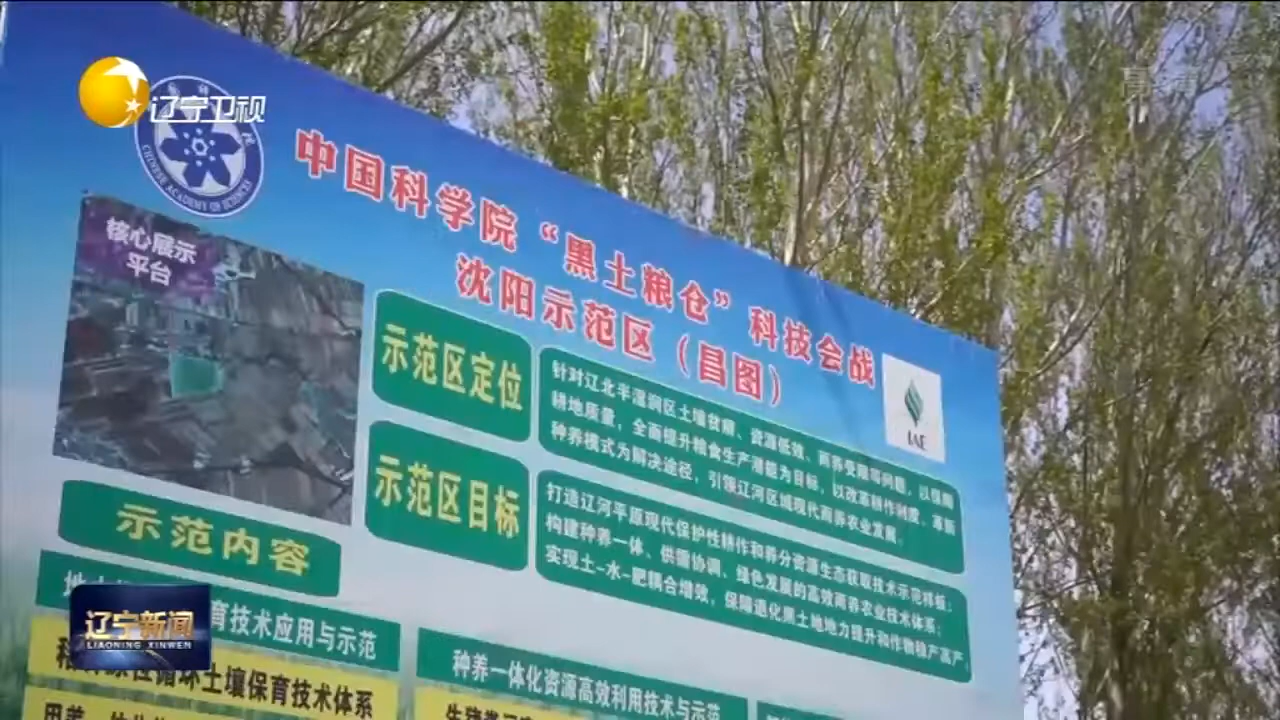 辽宁卫视
高清
CHINESE ACADEMY OF SCIENCES
中国科学院“黑土粮仓”科技会战
沈阳示范区（昌图）
核心展示
平台
IAE
示范区定位
针对辽北半湿润区土壤贫瘠、资源低效、雨养受限等问题，以保障
耕地质量，全面提升粮食生产潜能为目标，以改革耕作制度、革新
种养模式为解决途径，引领辽河区域现代雨养农业发展。
示范区目标
打造辽河平原现代保护性耕作和养分资源生态获取技术示范样板；
构建种养一体、供需协调、绿色发展的高效雨养农业技术体系；
实现土-水-肥耦合增效，保障退化黑土地地力提升和作物稳产高产。
示范内容
育技术应用与示范
循环土壤保育技术体系
种养一体化资源高效利用技术与示范
辽宁新闻
LIAONING XINWEN